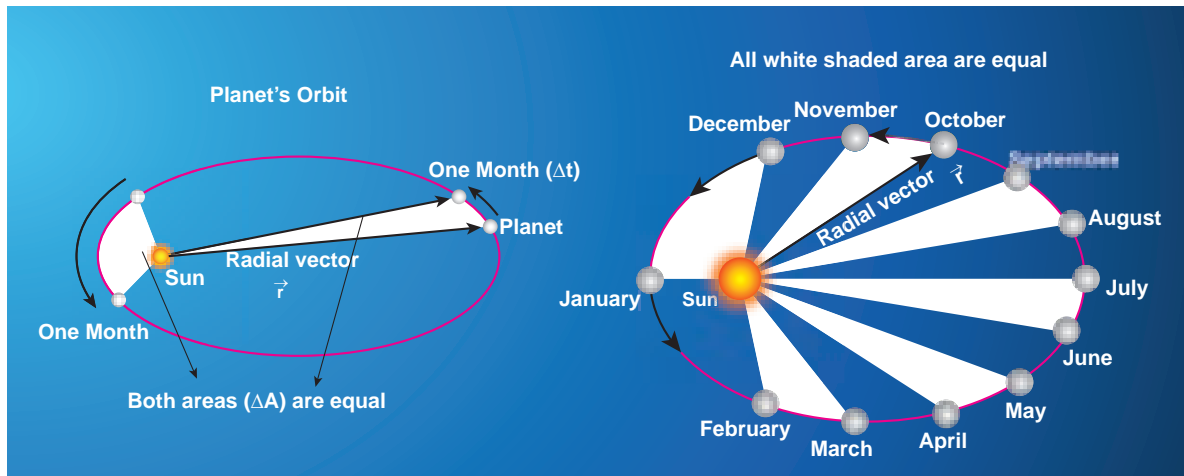 Planet's Orbit
One Month (Δt)
Planet
Sun
Radial vector
r
One Month
Both areas (ΔA) are equal
All white shaded area are equal
November
October
December
September
Radial vector r
August
January
Sun
July
June
May
February
March
April